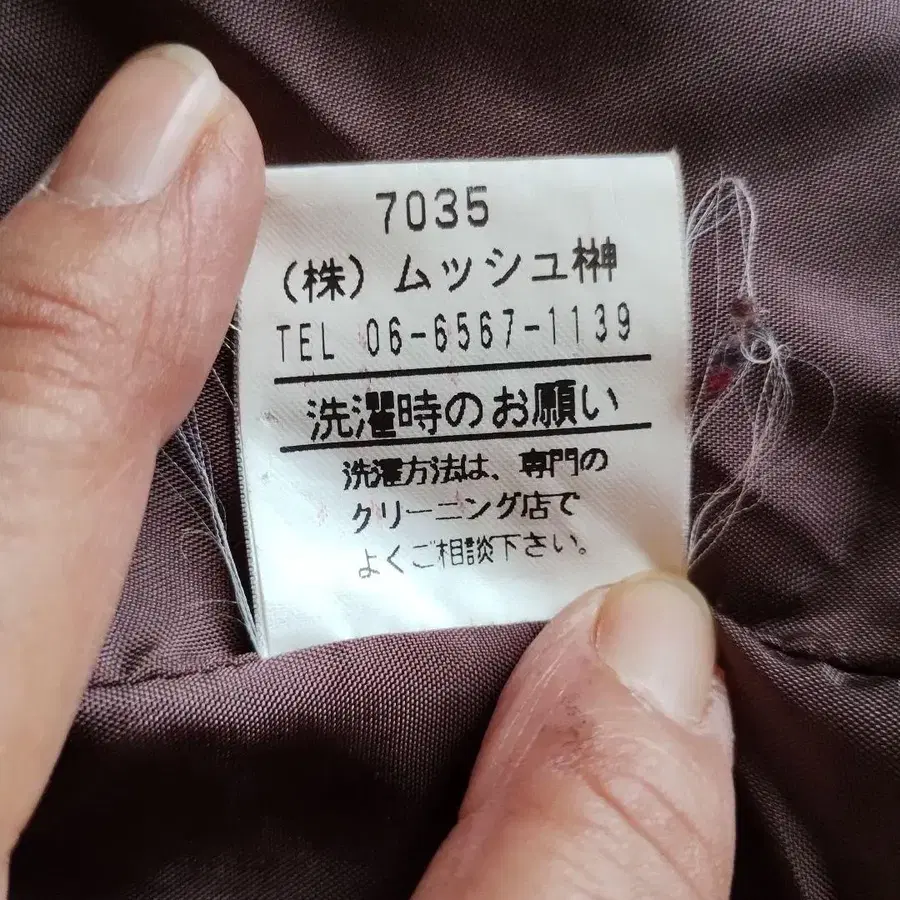 7035
（株）ムッシュ榊
TEL 06-6567-1139
洗濯時のお願い
洗濯方法は、専門の
クリーニング店で
よくご相談下さい。